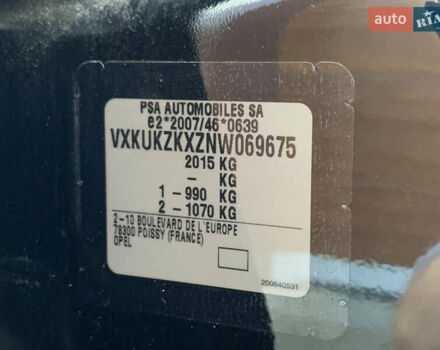 auto RIA
PSA AUTOMOBILES SA
e2*2007/46*0639
VXKUKZKXZNW069675
2015 KG
- KG
1 - 990 KG
2 - 1070 KG
2-10 BOULEVARD DE L'EUROPE
78300 POISSY (FRANCE)
OPEL
200640531